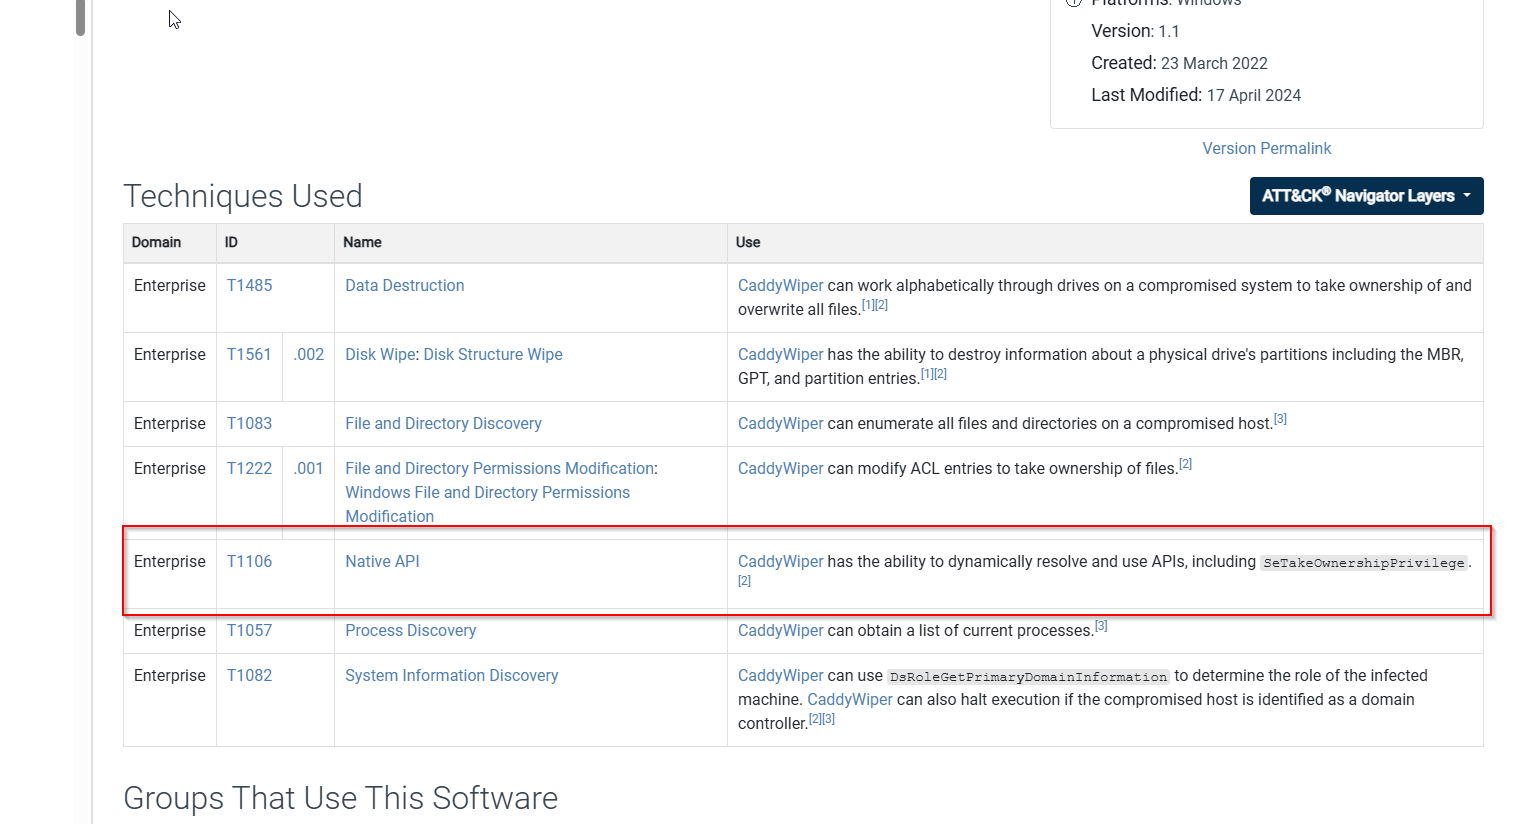 Platforms: Windows
Version: 1.1
Created: 23 March 2022
Last Modified: 17 April 2024
Version Permalink
Techniques Used
ATT&CK® Navigator Layers
Domain ID Name Use
Enterprise T1485 Data Destruction CaddyWiper can work alphabetically through drives on a compromised system to take ownership of and
overwrite all files.[1][2]
Enterprise T1561 .002 Disk Wipe: Disk Structure Wipe CaddyWiper has the ability to destroy information about a physical drive's partitions including the MBR,
GPT, and partition entries.[1][2]
Enterprise T1083 File and Directory Discovery CaddyWiper can enumerate all files and directories on a compromised host.[3]
Enterprise T1222 .001 File and Directory Permissions Modification: CaddyWiper can modify ACL entries to take ownership of files.[2]
Windows File and Directory Permissions
Modification
Enterprise T1106 Native API CaddyWiper has the ability to dynamically resolve and use APIs, including SeTakeOwnershipPrivilege.
[2]
Enterprise T1057 Process Discovery CaddyWiper can obtain a list of current processes.[3]
Enterprise T1082 System Information Discovery CaddyWiper can use DsRoleGetPrimaryDomainInformation to determine the role of the infected
machine. CaddyWiper can also halt execution if the compromised host is identified as a domain
controller.[2][3]
Groups That Use This Software